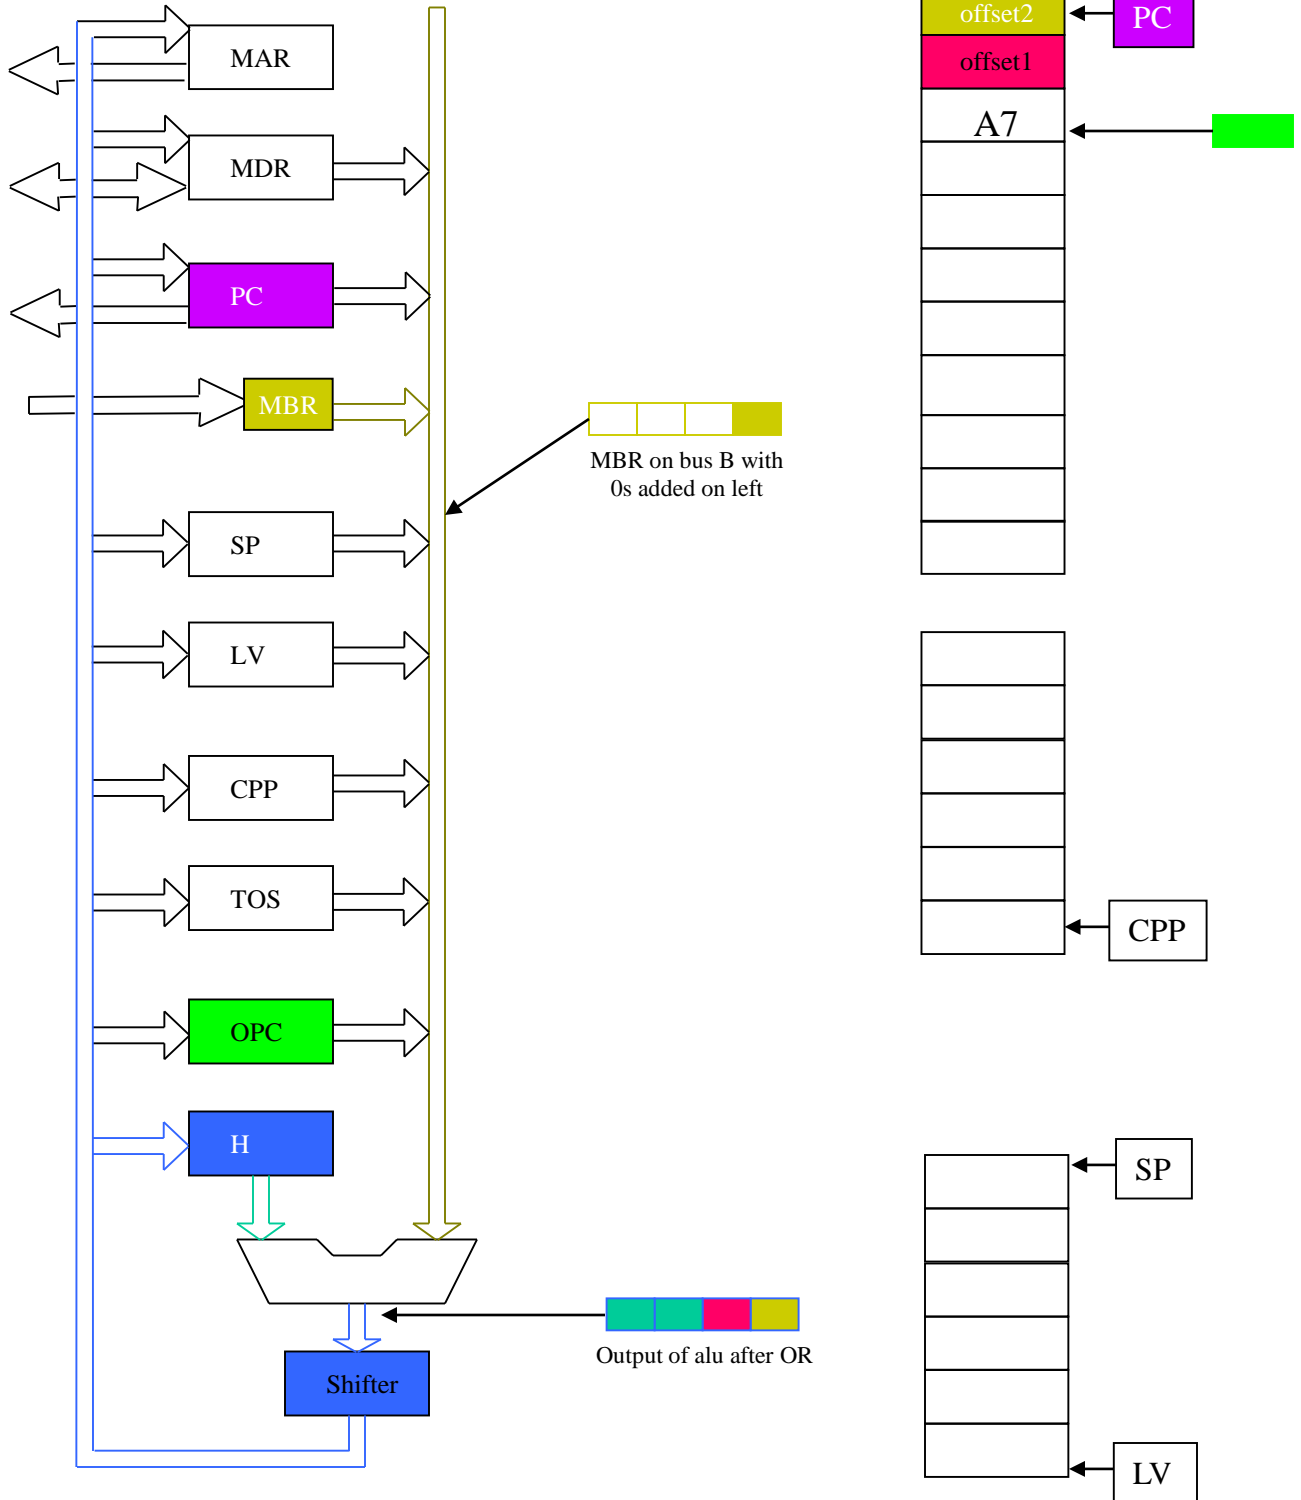 MAR
MDR
PC
MBR
SP
LV
CPP
TOS
OPC
H
Shifter
MBR on bus B with
0s added on left
Output of alu after OR
offset2
PC
offset1
A7
CPP
SP
LV